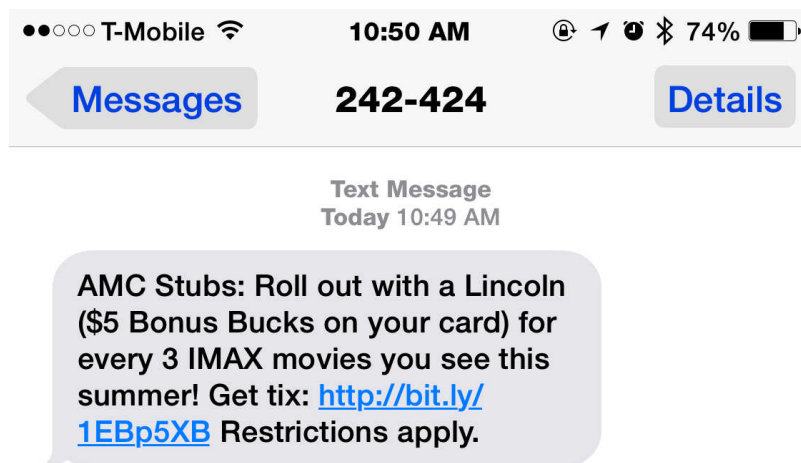 T-Mobile 10:50 AM 74%
Messages 242-424 Details
Text Message
Today 10:49 AM
AMC Stubs: Roll out with a Lincoln
($5 Bonus Bucks on your card) for
every 3 IMAX movies you see this
summer! Get tix: http://bit.ly/
1EBp5XB Restrictions apply.